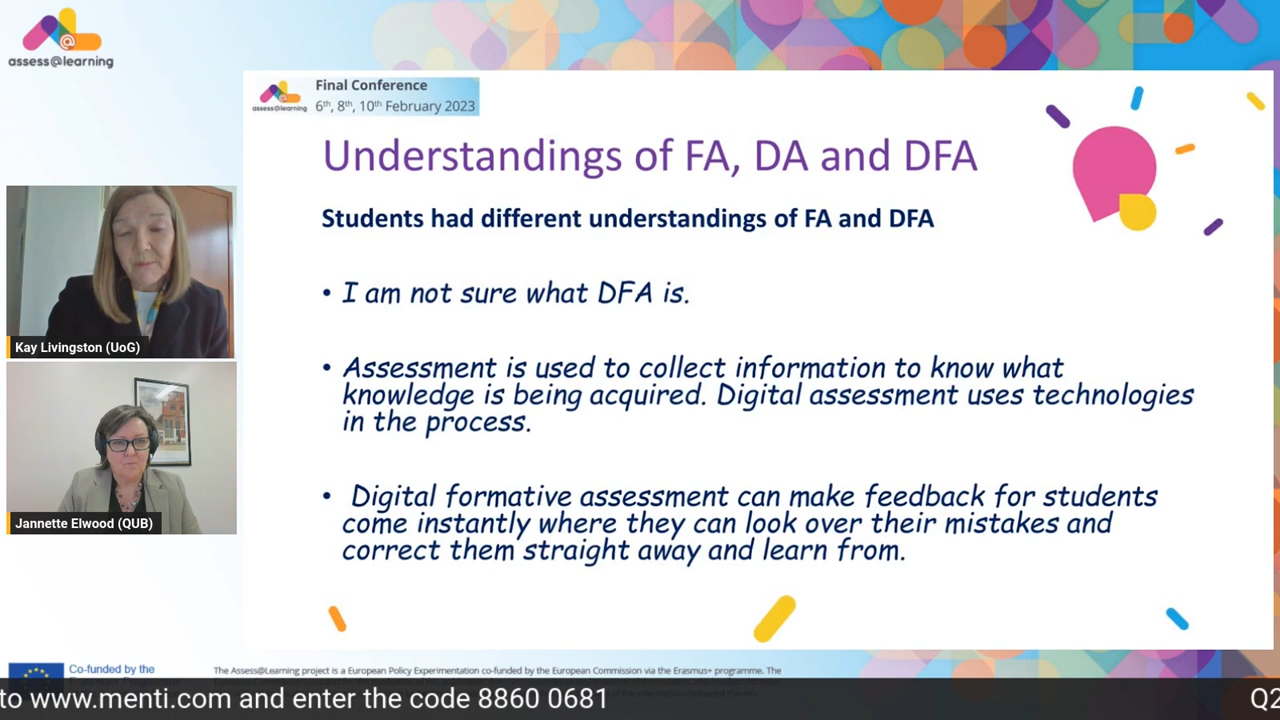 assess@learning
assess@learning
Final Conference
6th, 8th, 10th February 2023
Understandings of FA, DA and DFA
Students had different understandings of FA and DFA
• I am not sure what DFA is.
• Assessment is used to collect information to know what
knowledge is being acquired. Digital assessment uses technologies
in the process.
• Digital formative assessment can make feedback for students
come instantly where they can look over their mistakes and
correct them straight away and learn from.
Kay Livingston (UoG)
Jannette Elwood (QUB)
Co-funded by the
The Assess@Learning project is a European Policy Experimentation co-funded by the European Commission via the Erasmus+ programme. The
to www.menti.com and enter the code 8860 0681
Q2